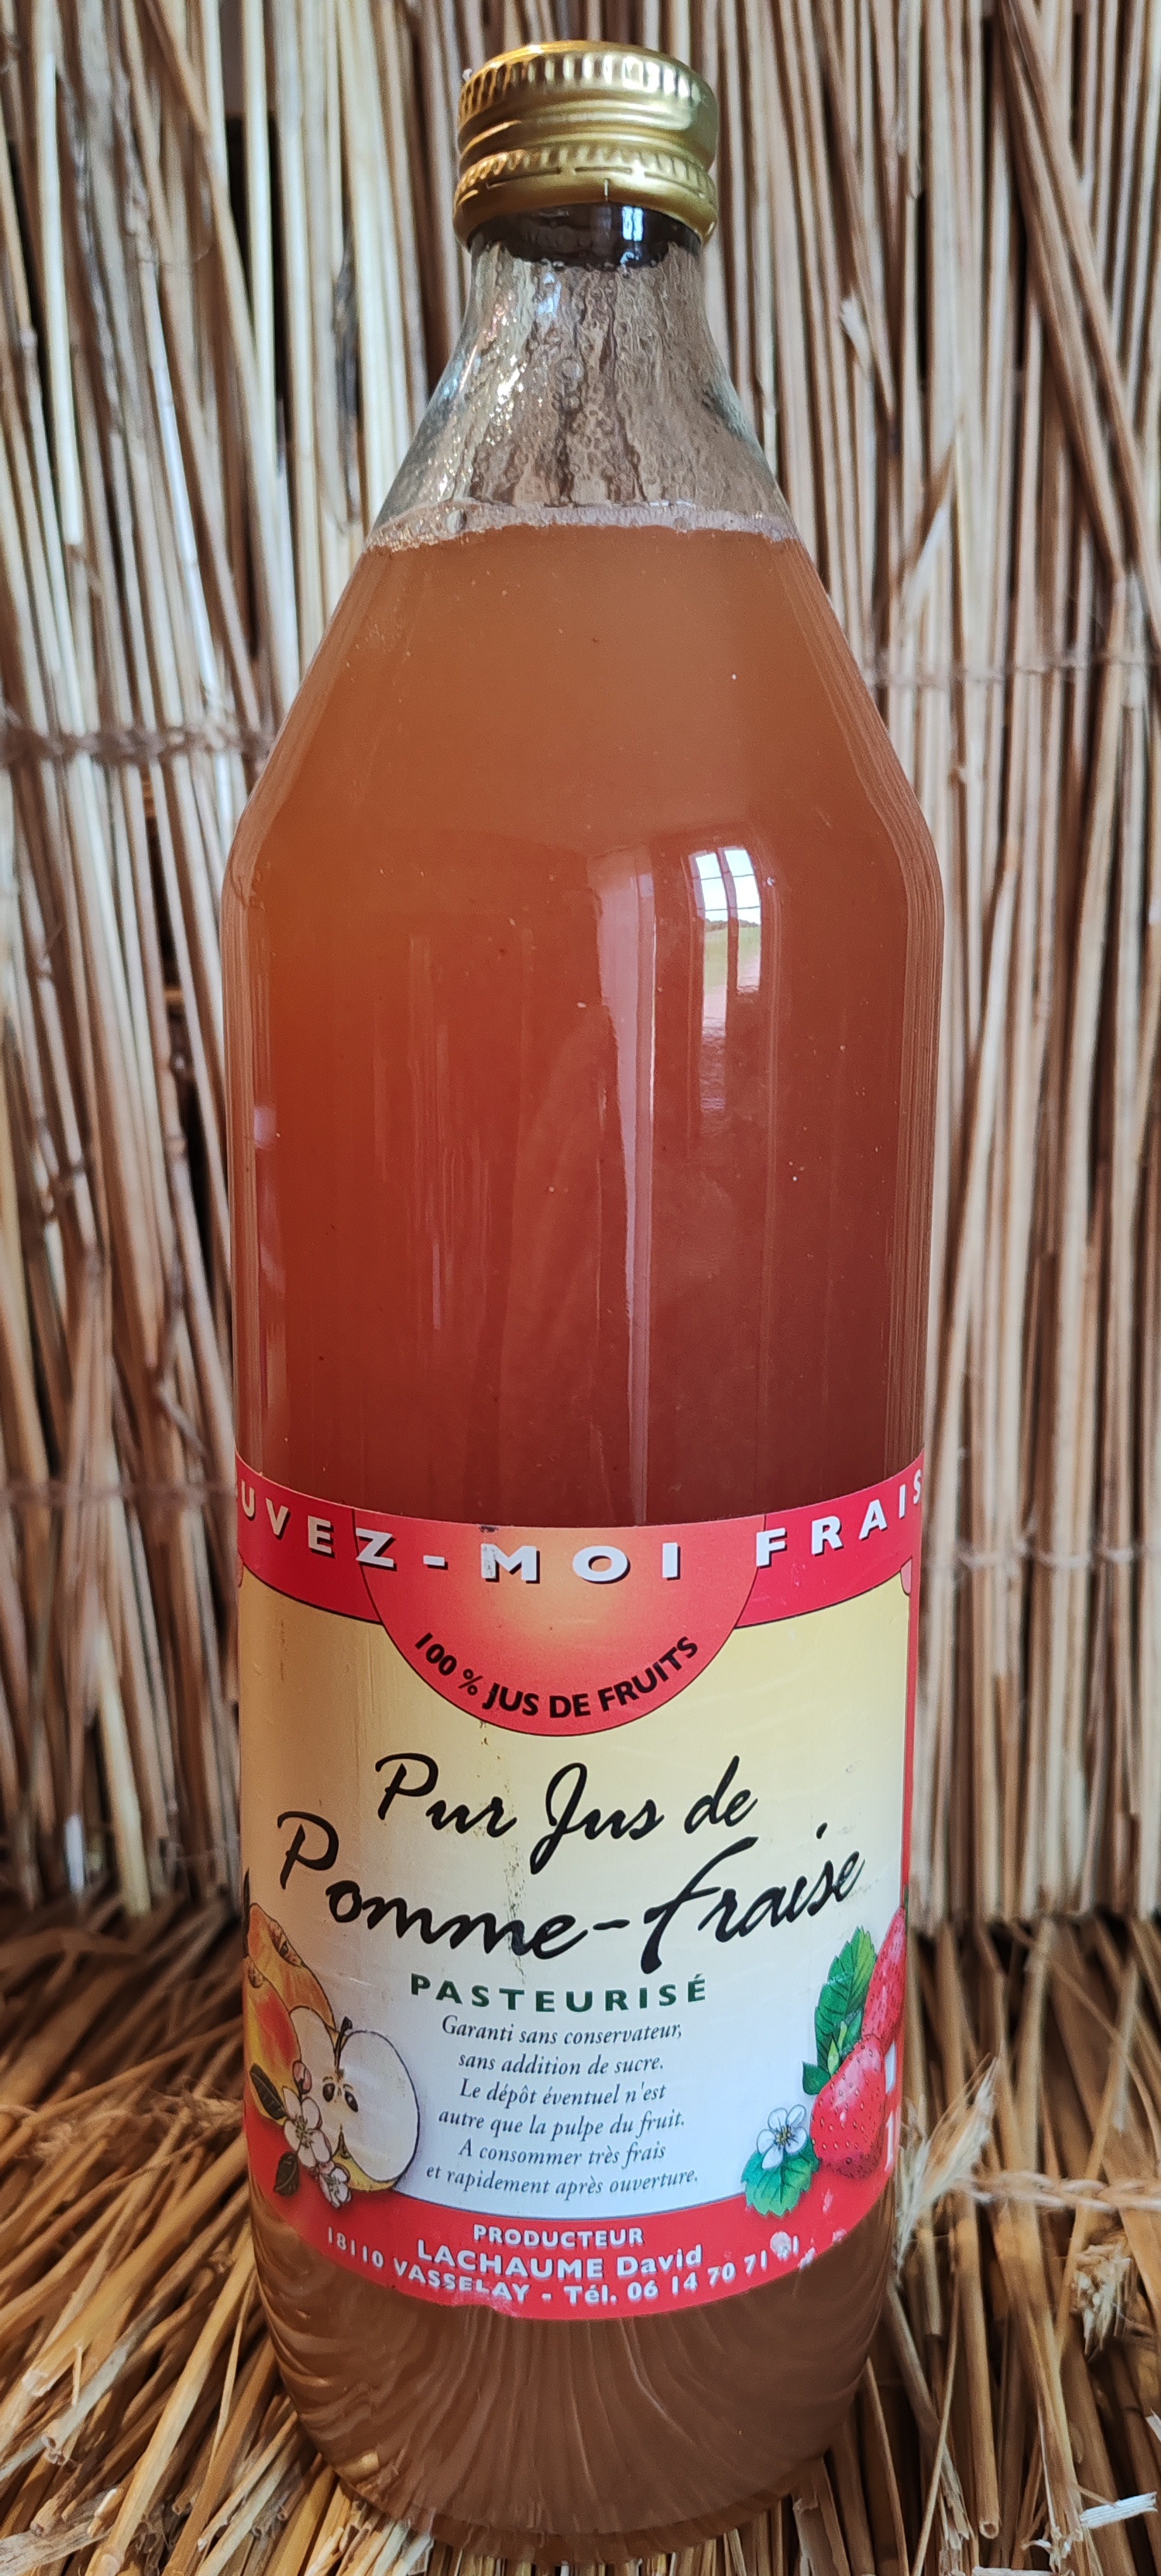 UVEZ-MOI FRAIS
100 % JUS DE FRUITS
Pur Jus de
Pomme-fraise
PASTEURISÉ
Garanti sans conservateur,
sans addition de sucre.
Le dépôt éventuel n'est
autre que la pulpe du fruit.
A consommer très frais
et rapidement après ouverture.
PRODUCTEUR
LACHAUME David
18110 VASSELAY - Tél. 06 14 70 71